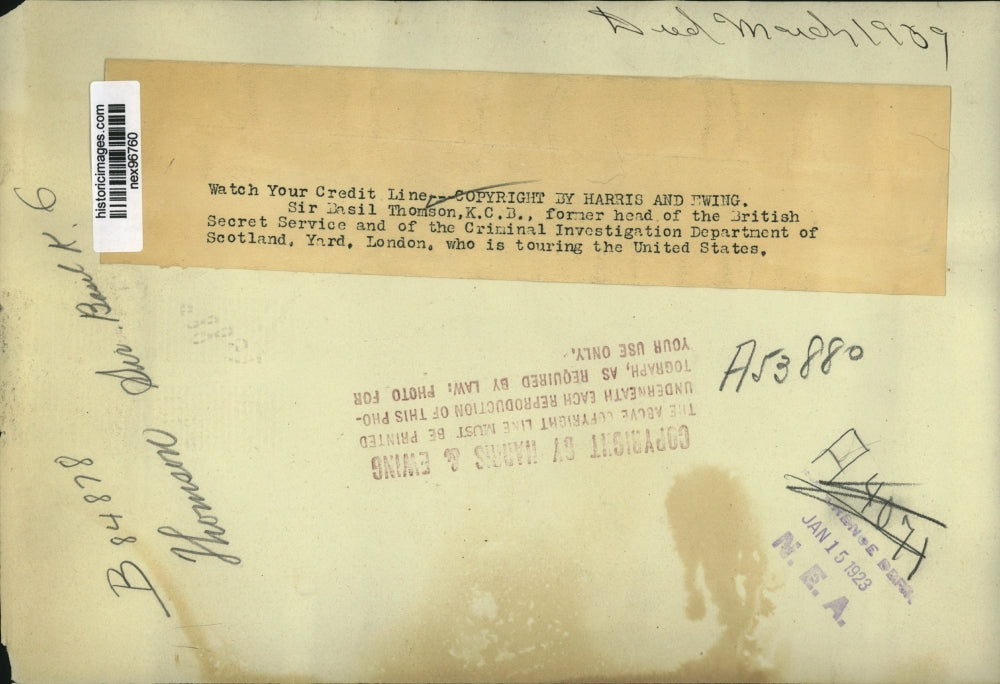 Died March 1939
historicimages.com
nex96760
Watch Your Credit Line--COPYRIGHT BY HARRIS AND EWING.
Sir Basil Thomson,K.C.B., former head of the British
Secret Service and of the Criminal Investigation Department of
Scotland, Yard, London, who is touring the United States.
K. 6
Sir Basil
Thomson
B 84878
COPYRIGHT BY HARRIS & EWING
THE ABOVE COPYRIGHT LINE MUST BE PRINTED
UNDERNEATH EACH REPRODUCTION OF THIS PHO-
TOGRAPH, AS REQUIRED BY LAW; PHOTO FOR
YOUR USE ONLY.
A53880
JAN 15 1923
N. E. A.